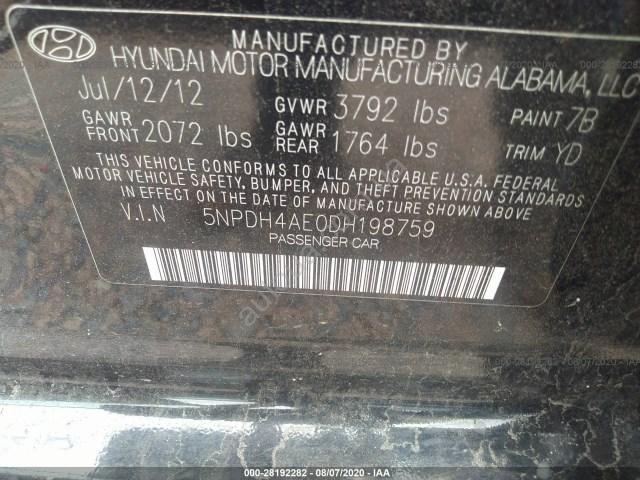 MANUFACTURED BY
HYUNDAI MOTOR MANUFACTURING ALABAMA, LLC
Jul/12/12
GVWR 3792 lbs
PAINT 7B
GAWR FRONT 2072 lbs
GAWR REAR 1764 lbs
TRIM YD
THIS VEHICLE CONFORMS TO ALL APPLICABLE U.S.A. FEDERAL
MOTOR VEHICLE SAFETY, BUMPER, AND THEFT PREVENTION STANDARDS
IN EFFECT ON THE DATE OF MANUFACTURE SHOWN ABOVE.
V.I.N 5NPDH4AE0DH198759
PASSENGER CAR
000-28192282 - 08/07/2020 - IAA